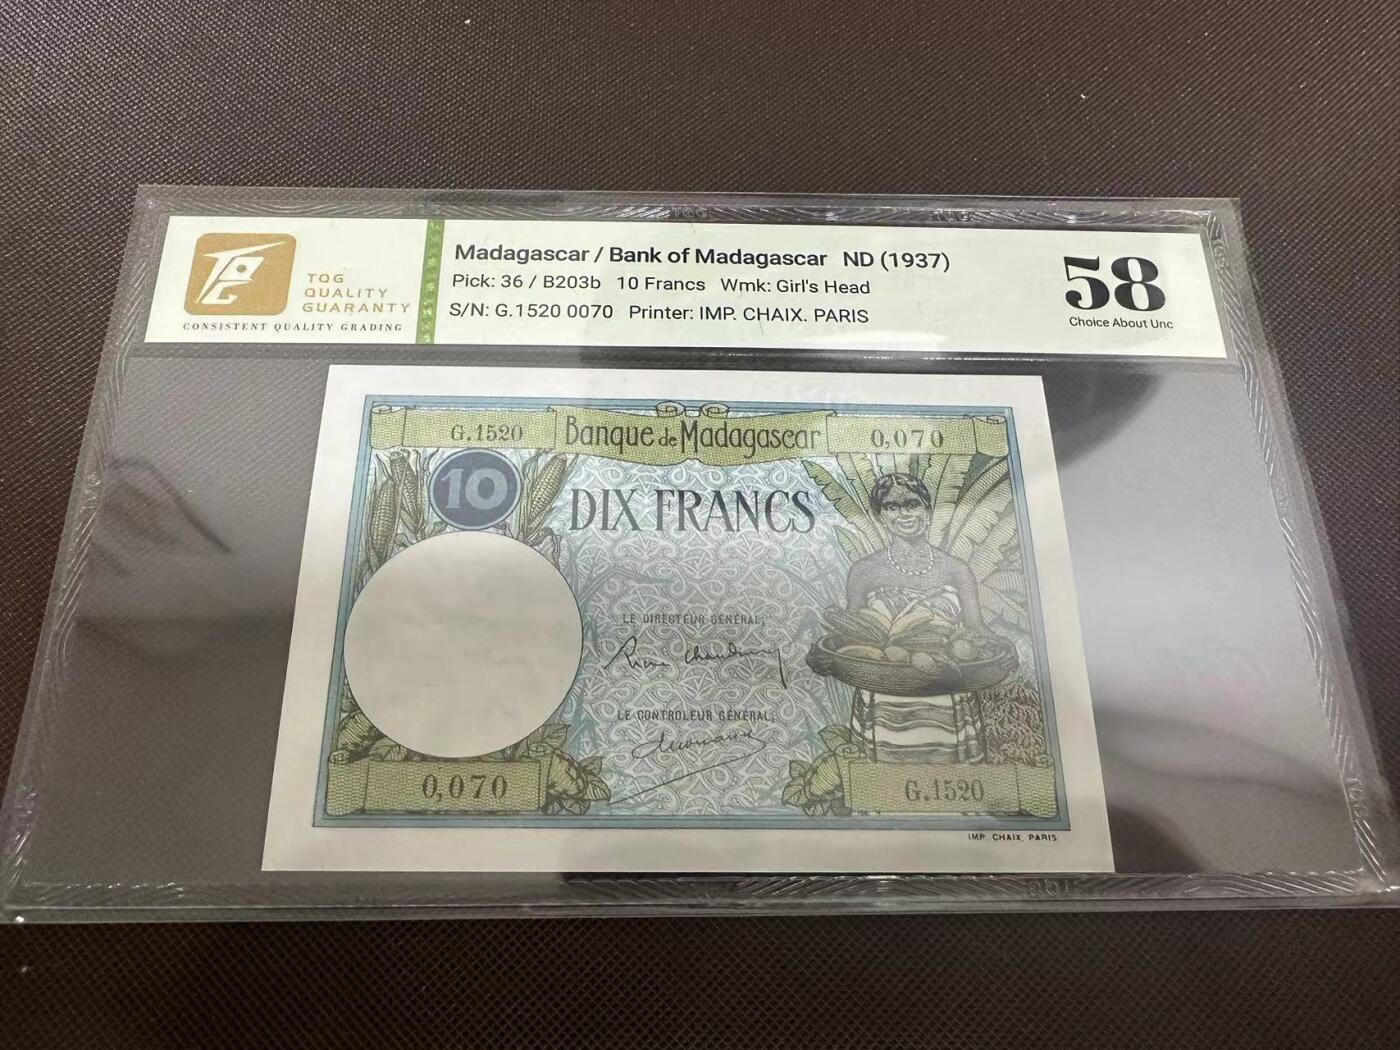 TQG
QUALITY
GUARANTY
CONSISTENT QUALITY GRADING
Madagascar / Bank of Madagascar ND (1937)
Pick: 36 / B203b 10 Francs Wmk: Girl's Head
S/N: G.1520 0070 Printer: IMP. CHAIX. PARIS
58
Choice About Unc
G.1520
Banque de Madagascar
0,070
10
DIX FRANCS
LE DIRECTEUR GÉNÉRAL,
LE CONTROLEUR GÉNÉRAL,
0,070
G.1520
IMP. CHAIX. PARIS